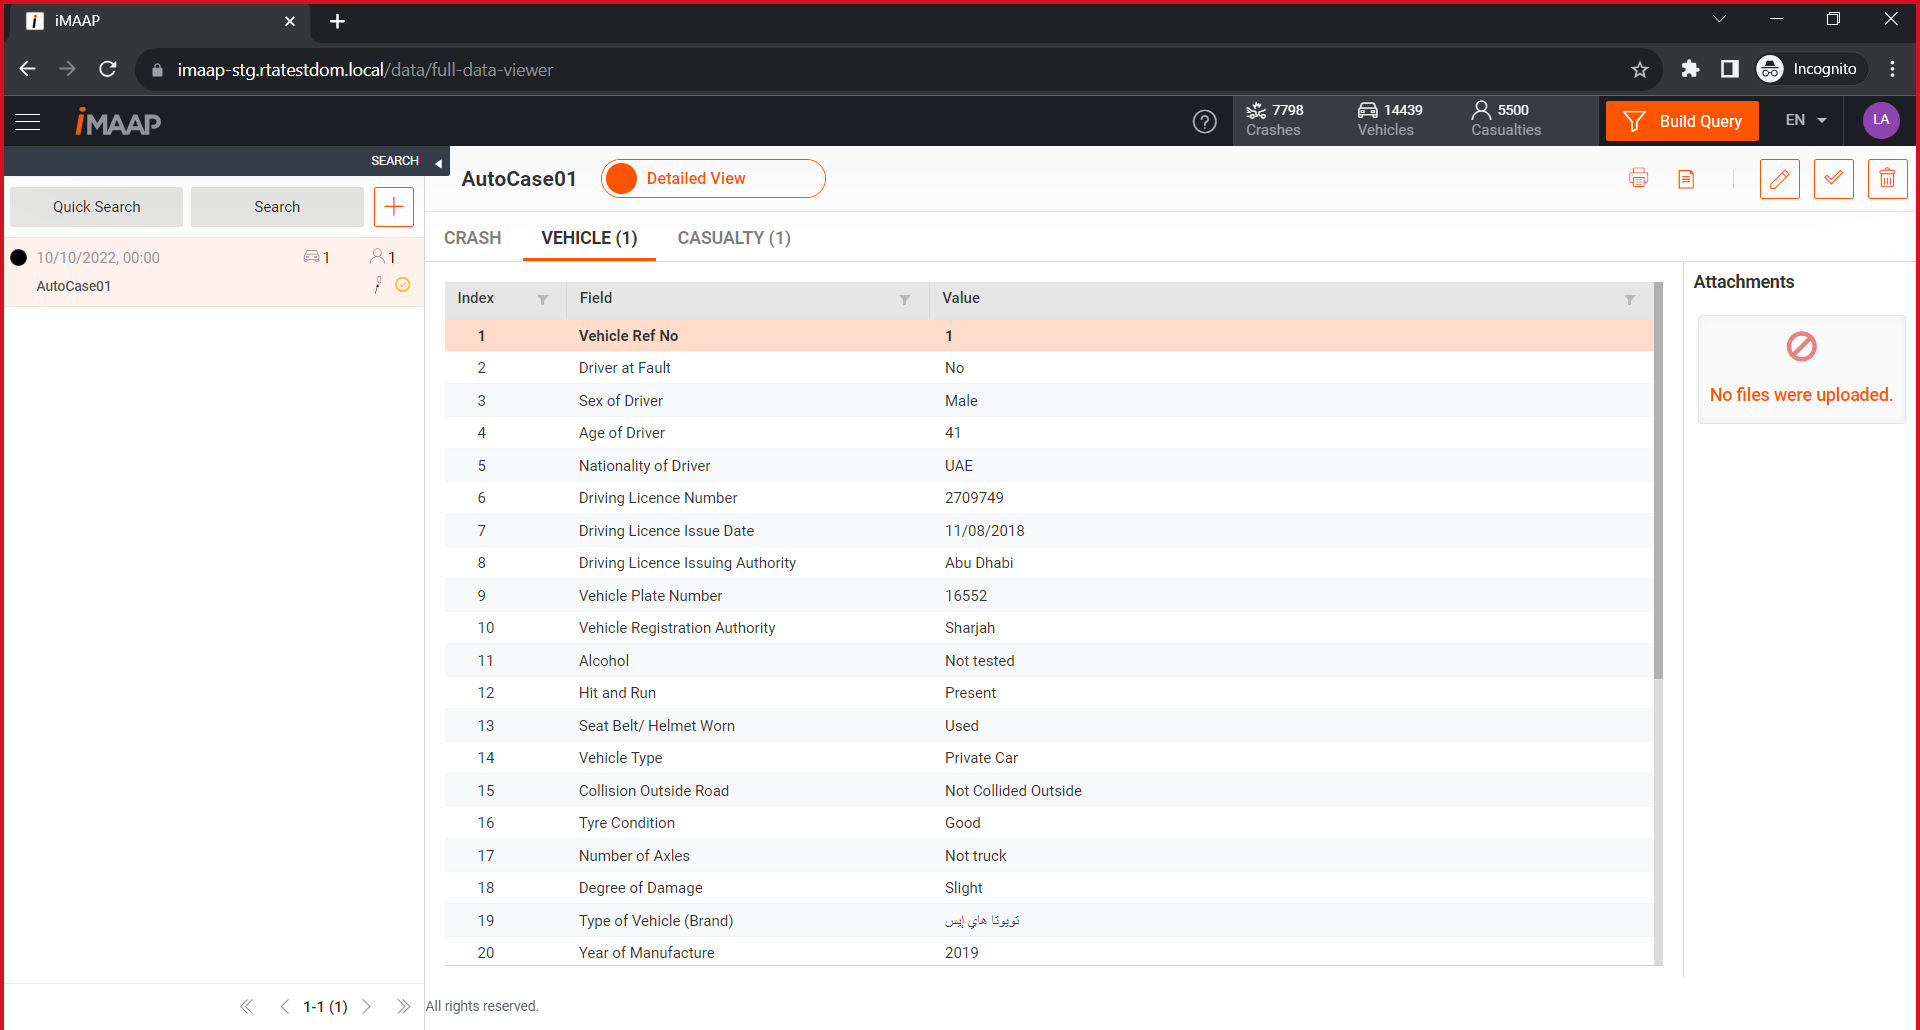 iMAAP
imaap-stg.rtatestdom.local/data/full-data-viewer
Incognito
iMAAP
7798
Crashes
14439
Vehicles
5500
Casualties
Build Query
EN
LA
SEARCH
Quick Search
Search
10/10/2022, 00:00
1
1
AutoCase01
AutoCase01
Detailed View
CRASH
VEHICLE (1)
CASUALTY (1)
Index Field Value
1 Vehicle Ref No 1
2 Driver at Fault No
3 Sex of Driver Male
4 Age of Driver 41
5 Nationality of Driver UAE
6 Driving Licence Number 2709749
7 Driving Licence Issue Date 11/08/2018
8 Driving Licence Issuing Authority Abu Dhabi
9 Vehicle Plate Number 16552
10 Vehicle Registration Authority Sharjah
11 Alcohol Not tested
12 Hit and Run Present
13 Seat Belt/ Helmet Worn Used
14 Vehicle Type Private Car
15 Collision Outside Road Not Collided Outside
16 Tyre Condition Good
17 Number of Axles Not truck
18 Degree of Damage Slight
19 Type of Vehicle (Brand) تويوتا هاي إيس
20 Year of Manufacture 2019
Attachments
No files were uploaded.
1-1 (1)
All rights reserved.